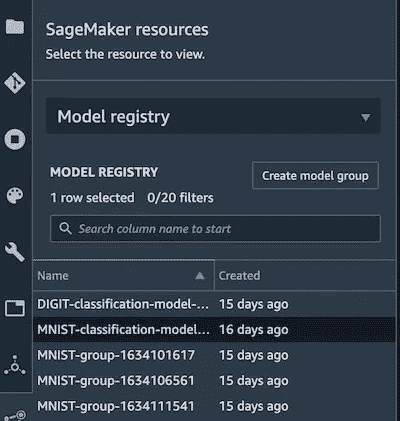 SageMaker resources
Select the resource to view.
Model registry
MODEL REGISTRY
Create model group
1 row selected 0/20 filters
Search column name to start
Name Created
DIGIT-classification-model-... 15 days ago
MNIST-classification-model... 16 days ago
MNIST-group-1634101617 15 days ago
MNIST-group-1634106561 15 days ago
MNIST-group-1634111541 15 days ago